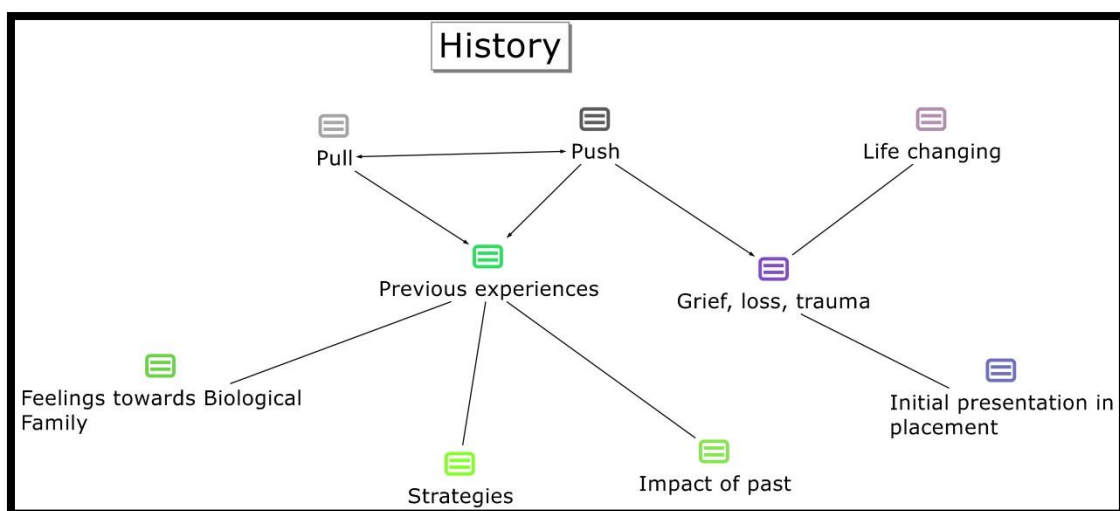 History
Pull
Push
Life changing
Previous experiences
Grief, loss, trauma
Feelings towards Biological
Family
Initial presentation in
placement
Strategies
Impact of past